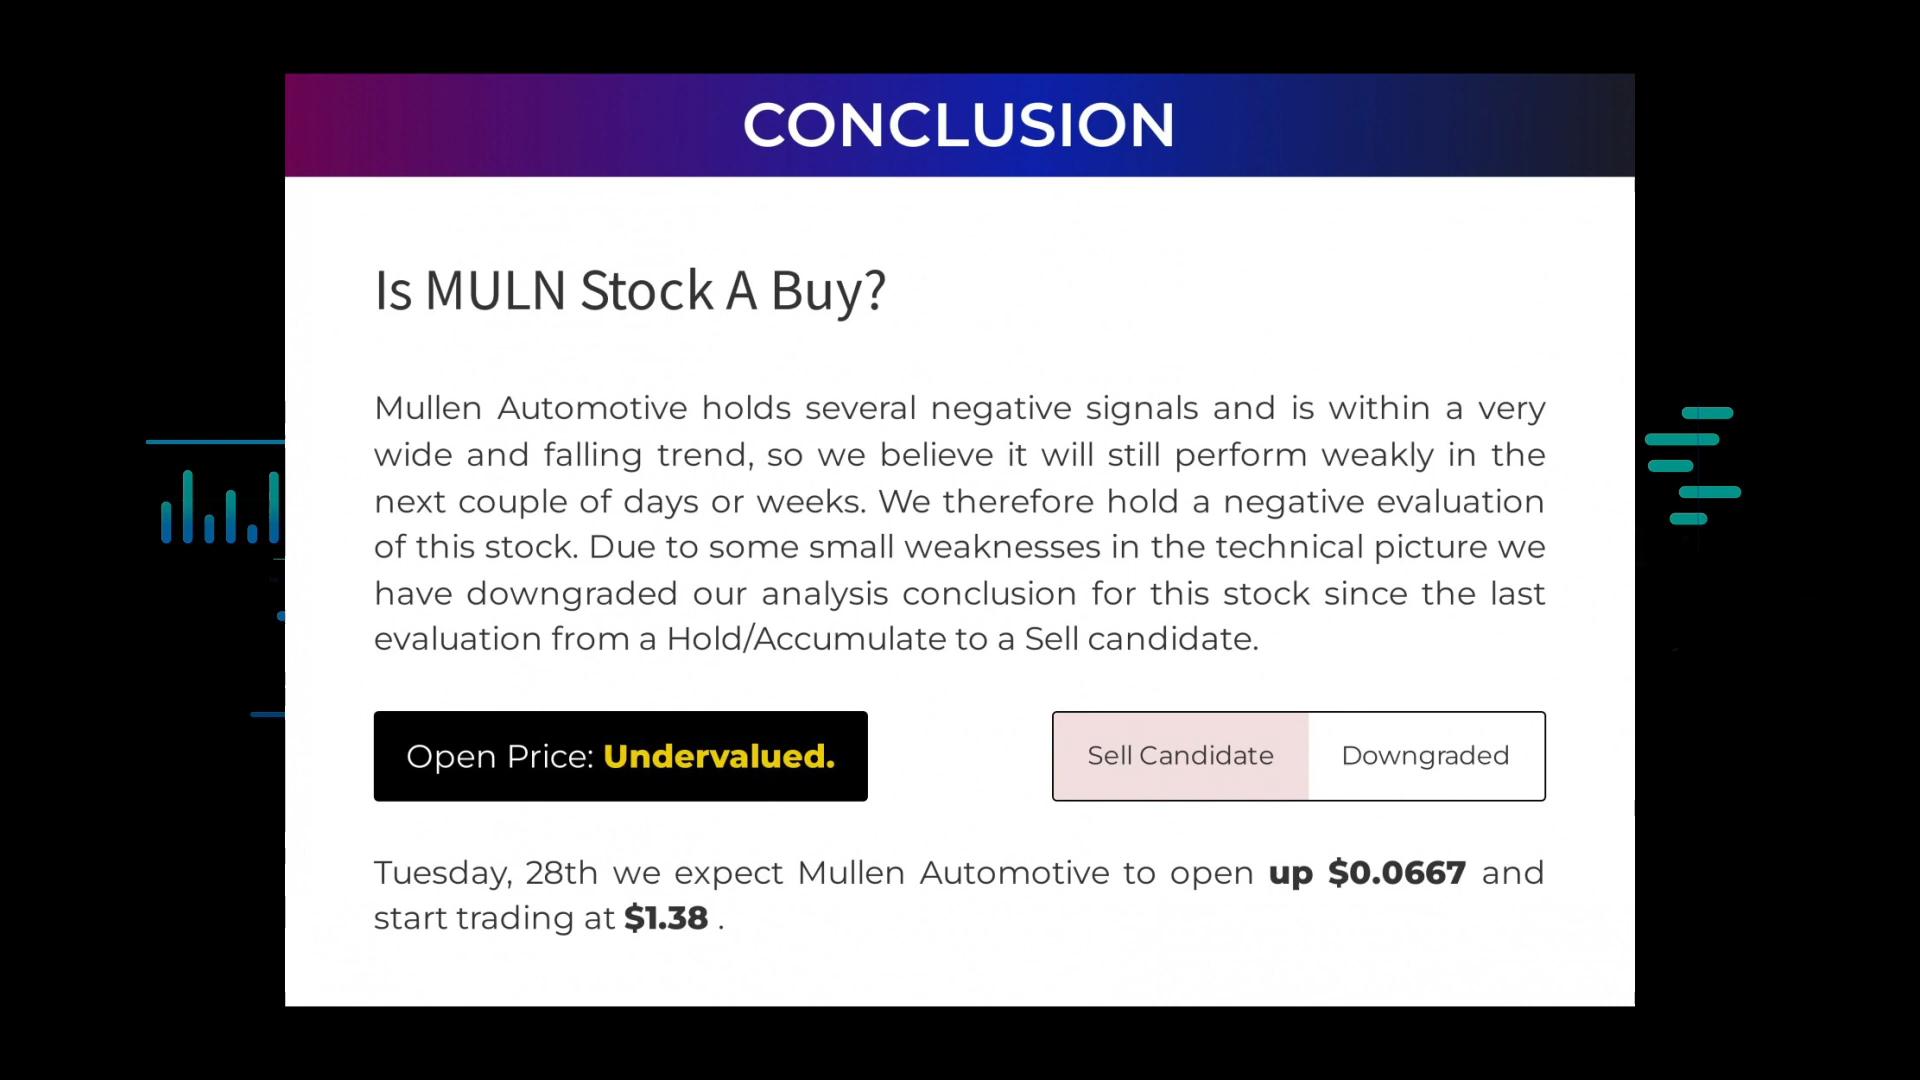 CONCLUSION
Is MULN Stock A Buy?
Mullen Automotive holds several negative signals and is within a very
wide and falling trend, so we believe it will still perform weakly in the
next couple of days or weeks. We therefore hold a negative evaluation
of this stock. Due to some small weaknesses in the technical picture we
have downgraded our analysis conclusion for this stock since the last
evaluation from a Hold/Accumulate to a Sell candidate.
Open Price: Undervalued.
Sell Candidate Downgraded
Tuesday, 28th we expect Mullen Automotive to open up $0.0667 and
start trading at $1.38 .